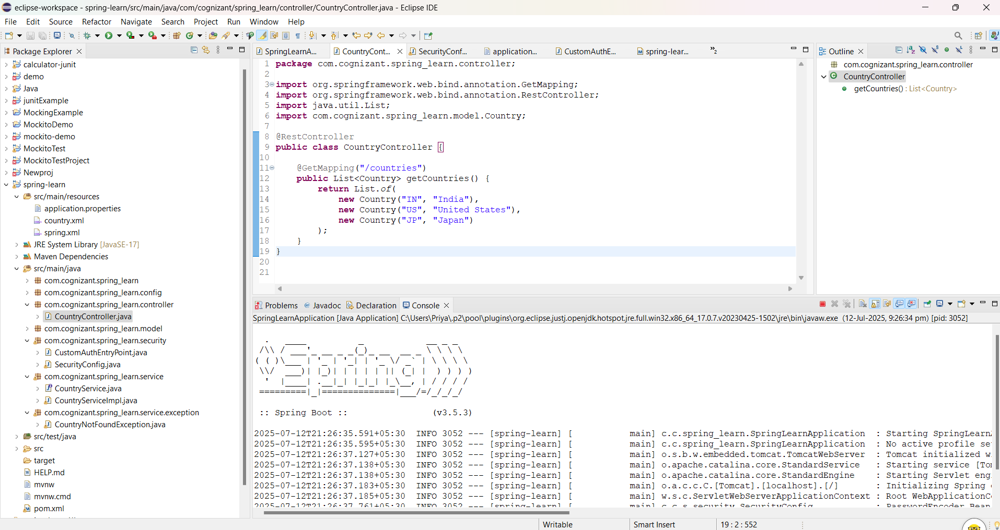 eclipse-workspace - spring-learn/src/main/java/com/cognizant/spring_learn/controller/CountryController.java - Eclipse IDE
File Edit Source Refactor Navigate Search Project Run Window Help
Package Explorer
calculator-junit
demo
Java
junitExample
MockingExample
MockitoDemo
mockito-demo
MockitoTest
MockitoTestProject
Newproj
spring-learn
src/main/resources
application.properties
country.xml
spring.xml
JRE System Library [JavaSE-17]
Maven Dependencies
src/main/java
com.cognizant.spring_learn
com.cognizant.spring_learn.config
com.cognizant.spring_learn.controller
CountryController.java
com.cognizant.spring_learn.model
com.cognizant.spring_learn.security
CustomAuthEntryPoint.java
SecurityConfig.java
com.cognizant.spring_learn.service
CountryService.java
CountryServiceImpl.java
com.cognizant.spring_learn.service.exception
CountryNotFoundException.java
src/test/java
src
target
HELP.md
mvnw
mvnw.cmd
pom.xml
SpringLearnA... CountryCont... SecurityConf... application... CustomAuthE... spring-lear... »2
1 package com.cognizant.spring_learn.controller;
2
3 import org.springframework.web.bind.annotation.GetMapping;
4 import org.springframework.web.bind.annotation.RestController;
5 import java.util.List;
6 import com.cognizant.spring_learn.model.Country;
7
8 @RestController
9 public class CountryController {
10
11 @GetMapping("/countries")
12 public List<Country> getCountries() {
13 return List.of(
14 new Country("IN", "India"),
15 new Country("US", "United States"),
16 new Country("JP", "Japan")
17 );
18 }
19 }
20
21
Outline
com.cognizant.spring_learn.controller
CountryController
getCountries() : List<Country>
Problems Javadoc Declaration Console
SpringLearnApplication [Java Application] C:\Users\Priya\.p2\pool\plugins\org.eclipse.justj.openjdk.hotspot.jre.full.win32.x86_64_17.0.7.v20230425-1502\jre\bin\javaw.exe (12-Jul-2025, 9:26:34 pm) [pid: 3052]
Spring
:: Spring Boot :: (v3.5.3)
2025-07-12T21:26:35.591+05:30 INFO 3052 --- [spring-learn] [ main] c.c.spring_learn.SpringLearnApplication : Starting SpringLearnA
2025-07-12T21:26:35.595+05:30 INFO 3052 --- [spring-learn] [ main] c.c.spring_learn.SpringLearnApplication : No active profile se
2025-07-12T21:26:37.127+05:30 INFO 3052 --- [spring-learn] [ main] o.s.b.w.embedded.tomcat.TomcatWebServer : Tomcat initialized w
2025-07-12T21:26:37.138+05:30 INFO 3052 --- [spring-learn] [ main] o.apache.catalina.core.StandardService : Starting service [To
2025-07-12T21:26:37.138+05:30 INFO 3052 --- [spring-learn] [ main] o.apache.catalina.core.StandardEngine : Starting Servlet eng
2025-07-12T21:26:37.183+05:30 INFO 3052 --- [spring-learn] [ main] o.a.c.c.C.[Tomcat].[localhost].[/] : Initializing Spring
2025-07-12T21:26:37.185+05:30 INFO 3052 --- [spring-learn] [ main] w.s.c.ServletWebServerApplicationContext : Root WebApplicationC
2025-07-12T21:26:37.761+05:30 INFO 3052 --- [spring-learn] [ main] c.c.s.security.SecurityConfig : PasswordEncoder Bean
Writable Smart Insert 19 : 2 : 552